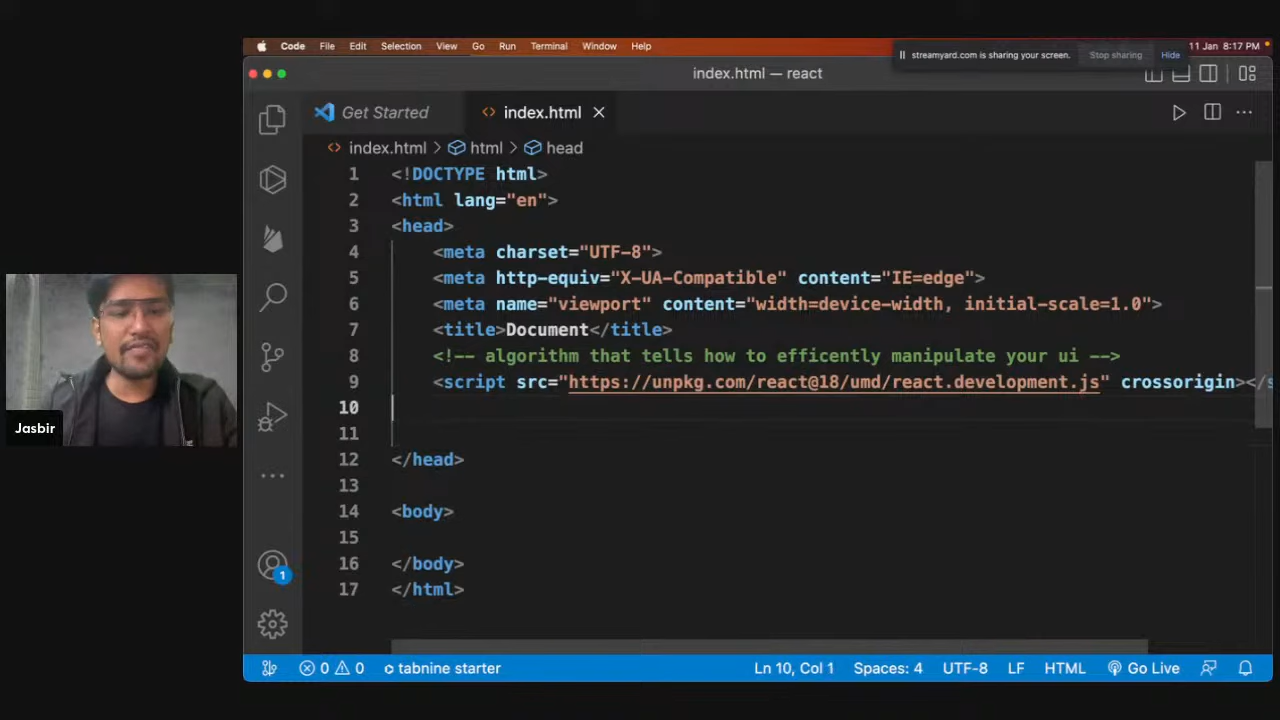 Code File Edit Selection View Go Run Terminal Window Help
streamyard.com is sharing your screen. Stop sharing Hide
11 Jan 8:17 PM
index.html — react
Get Started index.html
index.html > html > head
1 <!DOCTYPE html>
2 <html lang="en">
3 <head>
4 <meta charset="UTF-8">
5 <meta http-equiv="X-UA-Compatible" content="IE=edge">
6 <meta name="viewport" content="width=device-width, initial-scale=1.0">
7 <title>Document</title>
8 <!-- algorithm that tells how to efficently manipulate your ui -->
9 <script src="https://unpkg.com/react@18/umd/react.development.js" crossorigin></s
10
11
12 </head>
13
14 <body>
15
16 </body>
17 </html>
Jasbir
1
0 0 tabnine starter Ln 10, Col 1 Spaces: 4 UTF-8 LF HTML Go Live